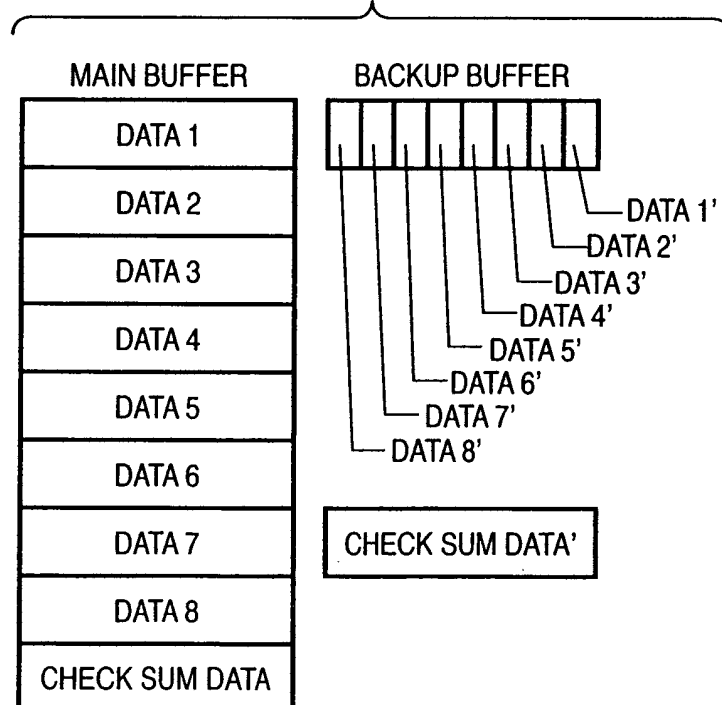 MAIN BUFFER
DATA 1
DATA 2
DATA 3
DATA 4
DATA 5
DATA 6
DATA 7
DATA 8
CHECK SUM DATA
BACKUP BUFFER
DATA 1'
DATA 2'
DATA 3'
DATA 4'
DATA 5'
DATA 6'
DATA 7'
DATA 8'
CHECK SUM DATA'